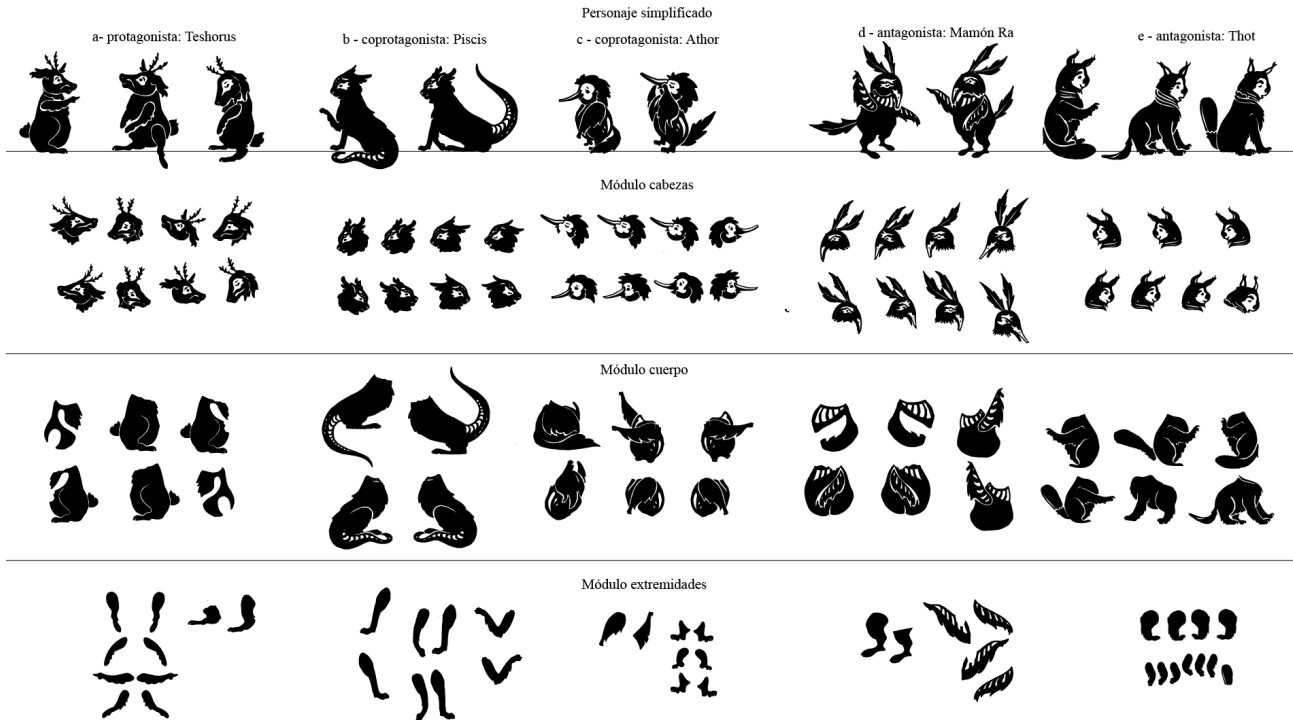 Personaje simplificado
a- protagonista: Teshorus
b - coprotagonista: Piscis
c - coprotagonista: Athor
d - antagonista: Mamón Ra
e - antagonista: Thot
Módulo cabezas
Módulo cuerpo
Módulo extremidades